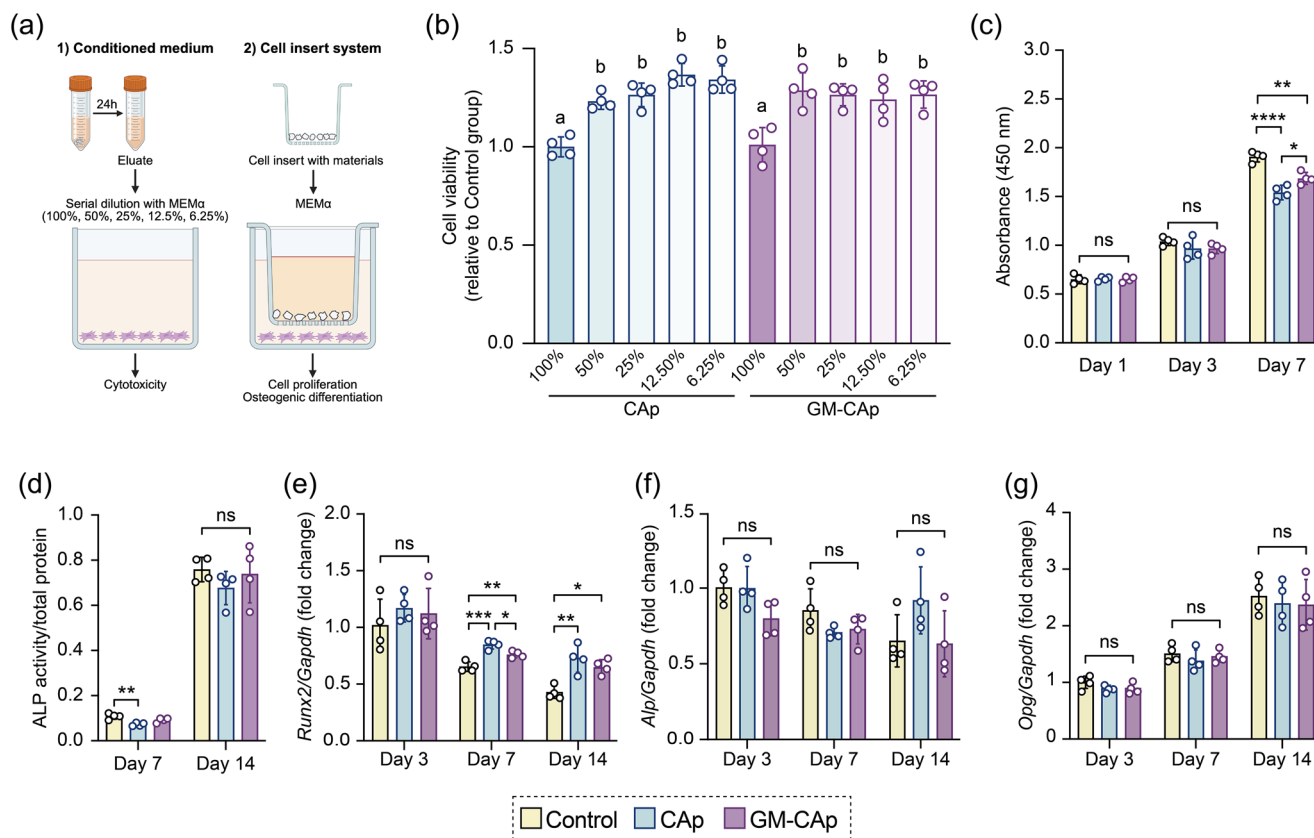 (a)
1) Conditioned medium
24h
Eluate
Serial dilution with MEMα
(100%, 50%, 25%, 12.5%, 6.25%)
Cytotoxicity
2) Cell insert system
Cell insert with materials
MEMα
Cell proliferation
Osteogenic differentiation
(b)
Cell viability
(relative to Control group)
1.5
1.0
0.5
0.0
a b b b b a b b b b
100% 50% 25% 12.50% 6.25% 100% 50% 25% 12.50% 6.25%
CAp GM-CAp
(c)
Absorbance (450 nm)
3.0
2.5
2.0
1.5
1.0
0.5
0.0
ns
ns
**
****
*
Day 1 Day 3 Day 7
(d)
ALP activity/total protein
1.0
0.8
0.6
0.4
0.2
0.0
**
ns
Day 7 Day 14
(e)
Runx2/Gapdh (fold change)
2.0
1.5
1.0
0.5
0.0
ns
**
*** *
*
**
Day 3 Day 7 Day 14
(f)
Alp/Gapdh (fold change)
1.5
1.0
0.5
0.0
ns
ns
ns
Day 3 Day 7 Day 14
(g)
Opg/Gapdh (fold change)
4
3
2
1
0
ns
ns
ns
Day 3 Day 7 Day 14
Control CAp GM-CAp